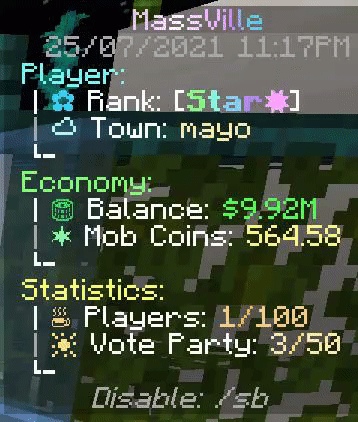 MassVille
25/07/2021 11:17PM
Player:
Rank: [Star✸]
Town: mayo
Economy:
Balance: $9.92M
Mob Coins: 564.58
Statistics:
Players: 1/100
Vote Party: 3/50
Disable: /sb